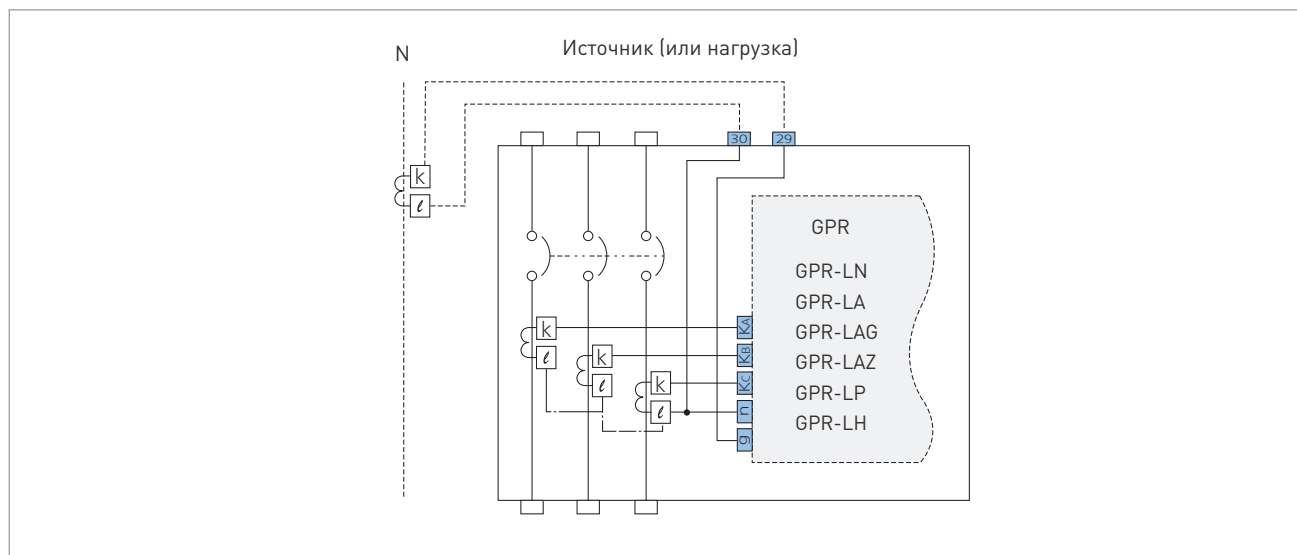 N
Источник (или нагрузка)
30
29
k
ℓ
GPR
GPR-LN
GPR-LA
GPR-LAG
GPR-LAZ
GPR-LP
GPR-LH
k
ℓ
k
ℓ
k
ℓ
KA
KB
KC
n
g